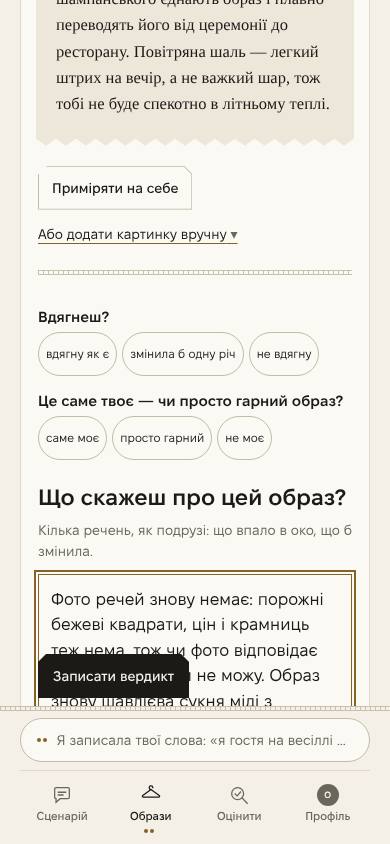 шампанського єднають образ і плавно
переводять його від церемонії до
ресторану. Повітряна шаль — легкий
штрих на вечір, а не важкий шар, тож
тобі не буде спекотно в літньому теплі.
Приміряти на себе
Або додати картинку вручну ▾
Вдягнеш?
вдягну як є
змінила б одну річ
не вдягну
Це саме твоє — чи просто гарний образ?
саме моє
просто гарний
не моє
Що скажеш про цей образ?
Кілька речень, як подрузі: що впало в око, що б
змінила.
Фото речей знову немає: порожні
бежеві квадрати, цін і крамниць
теж нема, тож чи фото відповідає
Записати вердикт
не можу. Образ
знову шавлієва сукня міді з
Я записала твої слова: «я гостя на весіллі ...
Сценарій
Образи
Оцінити
О
Профіль